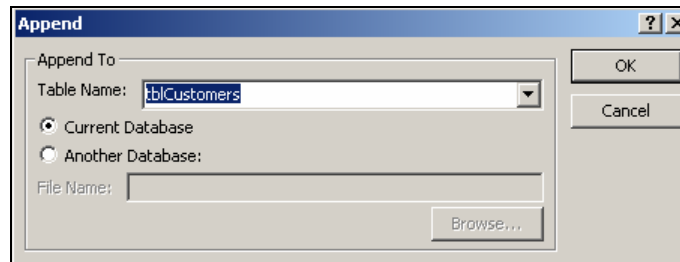 Append
Append To
Table Name: tblCustomers
OK
Current Database
Cancel
Another Database:
File Name:
Browse...